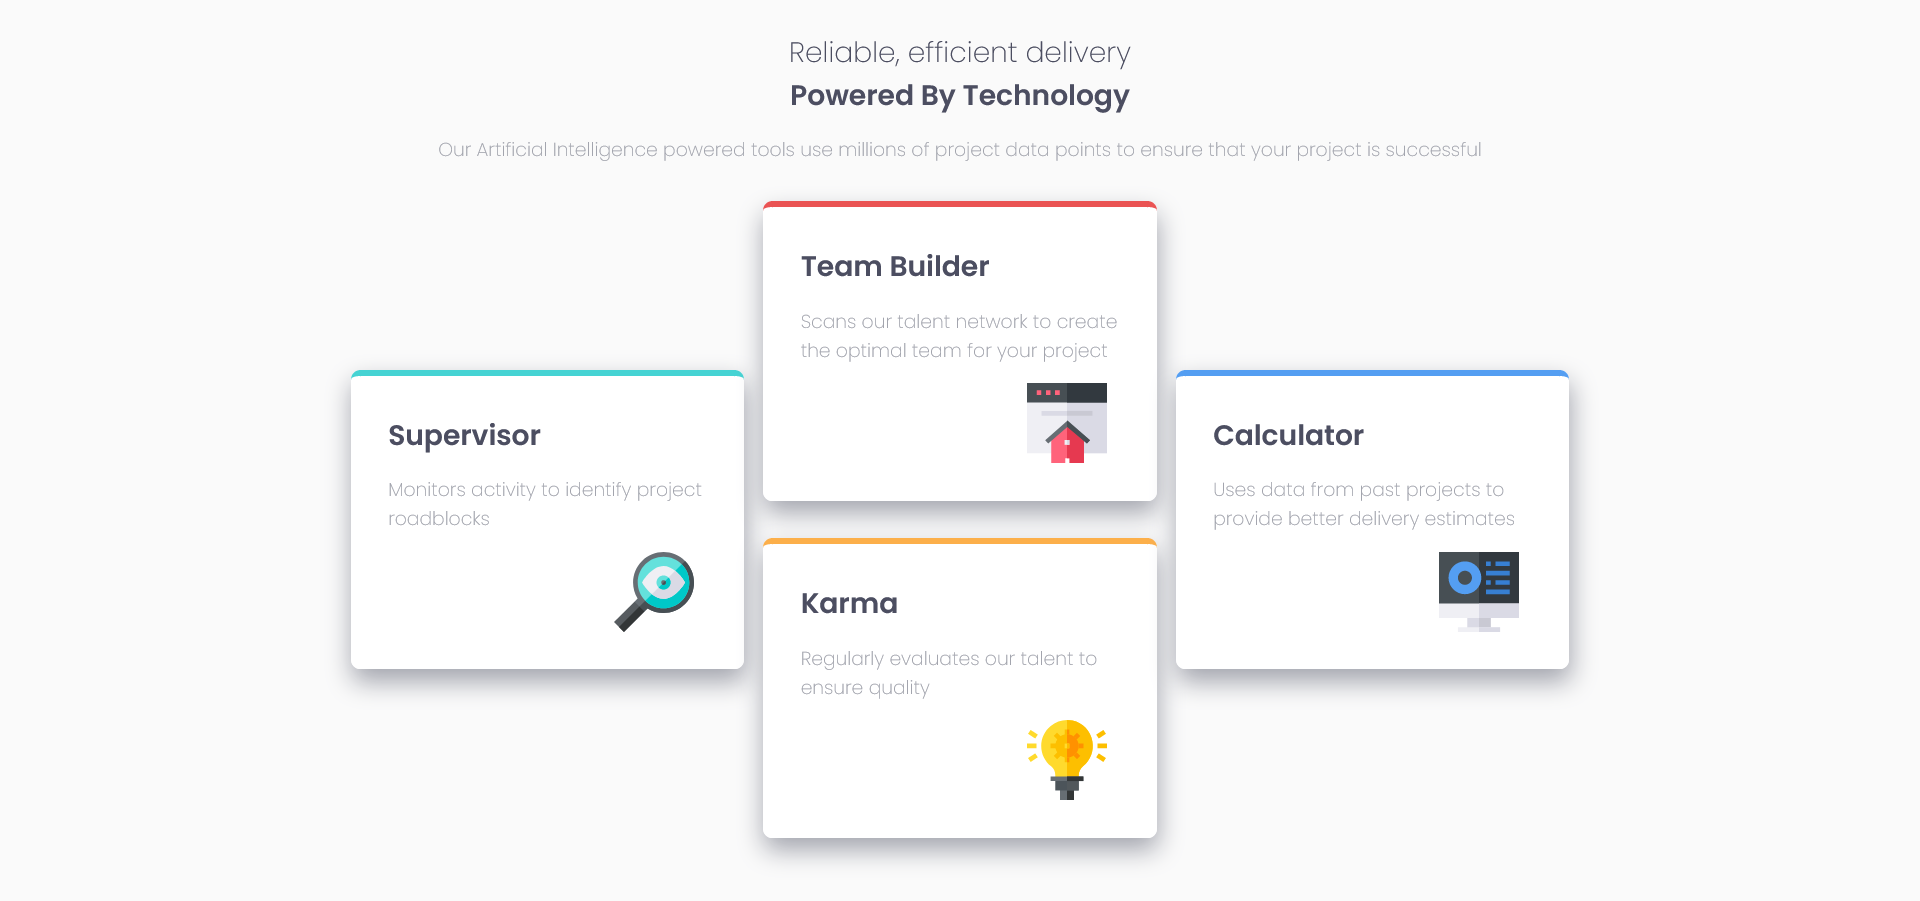 Reliable, efficient delivery
Powered By Technology
Our Artificial Intelligence powered tools use millions of project data points to ensure that your project is successful
Supervisor
Monitors activity to identify project
roadblocks
Team Builder
Scans our talent network to create
the optimal team for your project
Karma
Regularly evaluates our talent to
ensure quality
Calculator
Uses data from past projects to
provide better delivery estimates